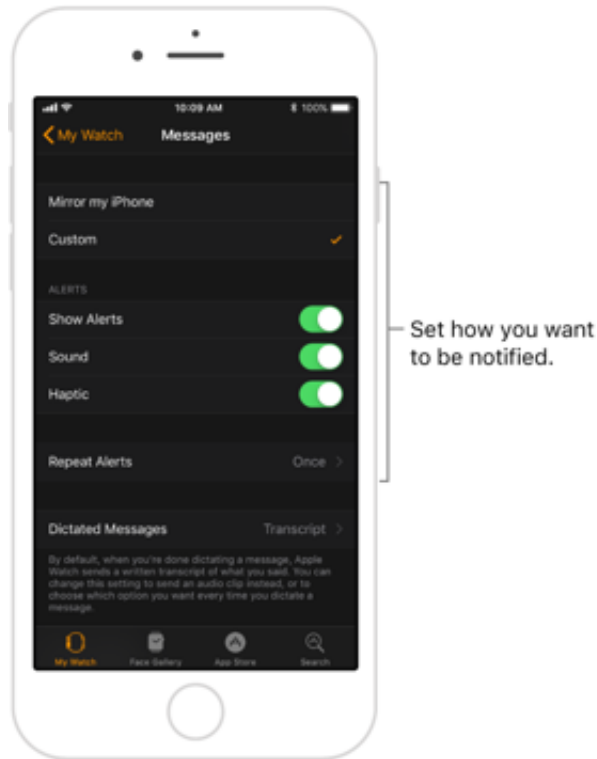 10:09 AM
100%
My Watch
Messages
Mirror my iPhone
Custom
ALERTS
Show Alerts
Sound
Haptic
Repeat Alerts
Once
Dictated Messages
Transcript
By default, when you're done dictating a message, Apple
Watch sends a written transcript of what you said. You can
change this setting to send an audio clip instead, or to
choose which option you want every time you dictate a
message.
My Watch
Face Gallery
App Store
Search
Set how you want
to be notified.